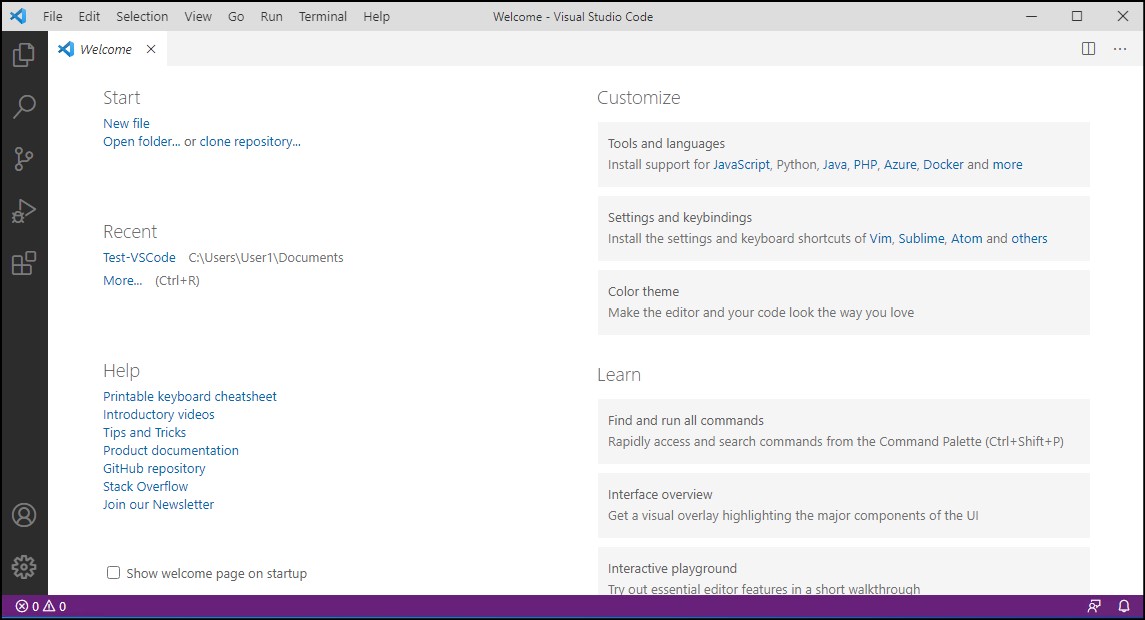 File Edit Selection View Go Run Terminal Help Welcome - Visual Studio Code
Welcome
Start
New file
Open folder... or clone repository...
Recent
Test-VSCode C:\Users\User1\Documents
More... (Ctrl+R)
Help
Printable keyboard cheatsheet
Introductory videos
Tips and Tricks
Product documentation
GitHub repository
Stack Overflow
Join our Newsletter
Show welcome page on startup
Customize
Tools and languages
Install support for JavaScript, Python, Java, PHP, Azure, Docker and more
Settings and keybindings
Install the settings and keyboard shortcuts of Vim, Sublime, Atom and others
Color theme
Make the editor and your code look the way you love
Learn
Find and run all commands
Rapidly access and search commands from the Command Palette (Ctrl+Shift+P)
Interface overview
Get a visual overlay highlighting the major components of the UI
Interactive playground
Try out essential editor features in a short walkthrough
0 0